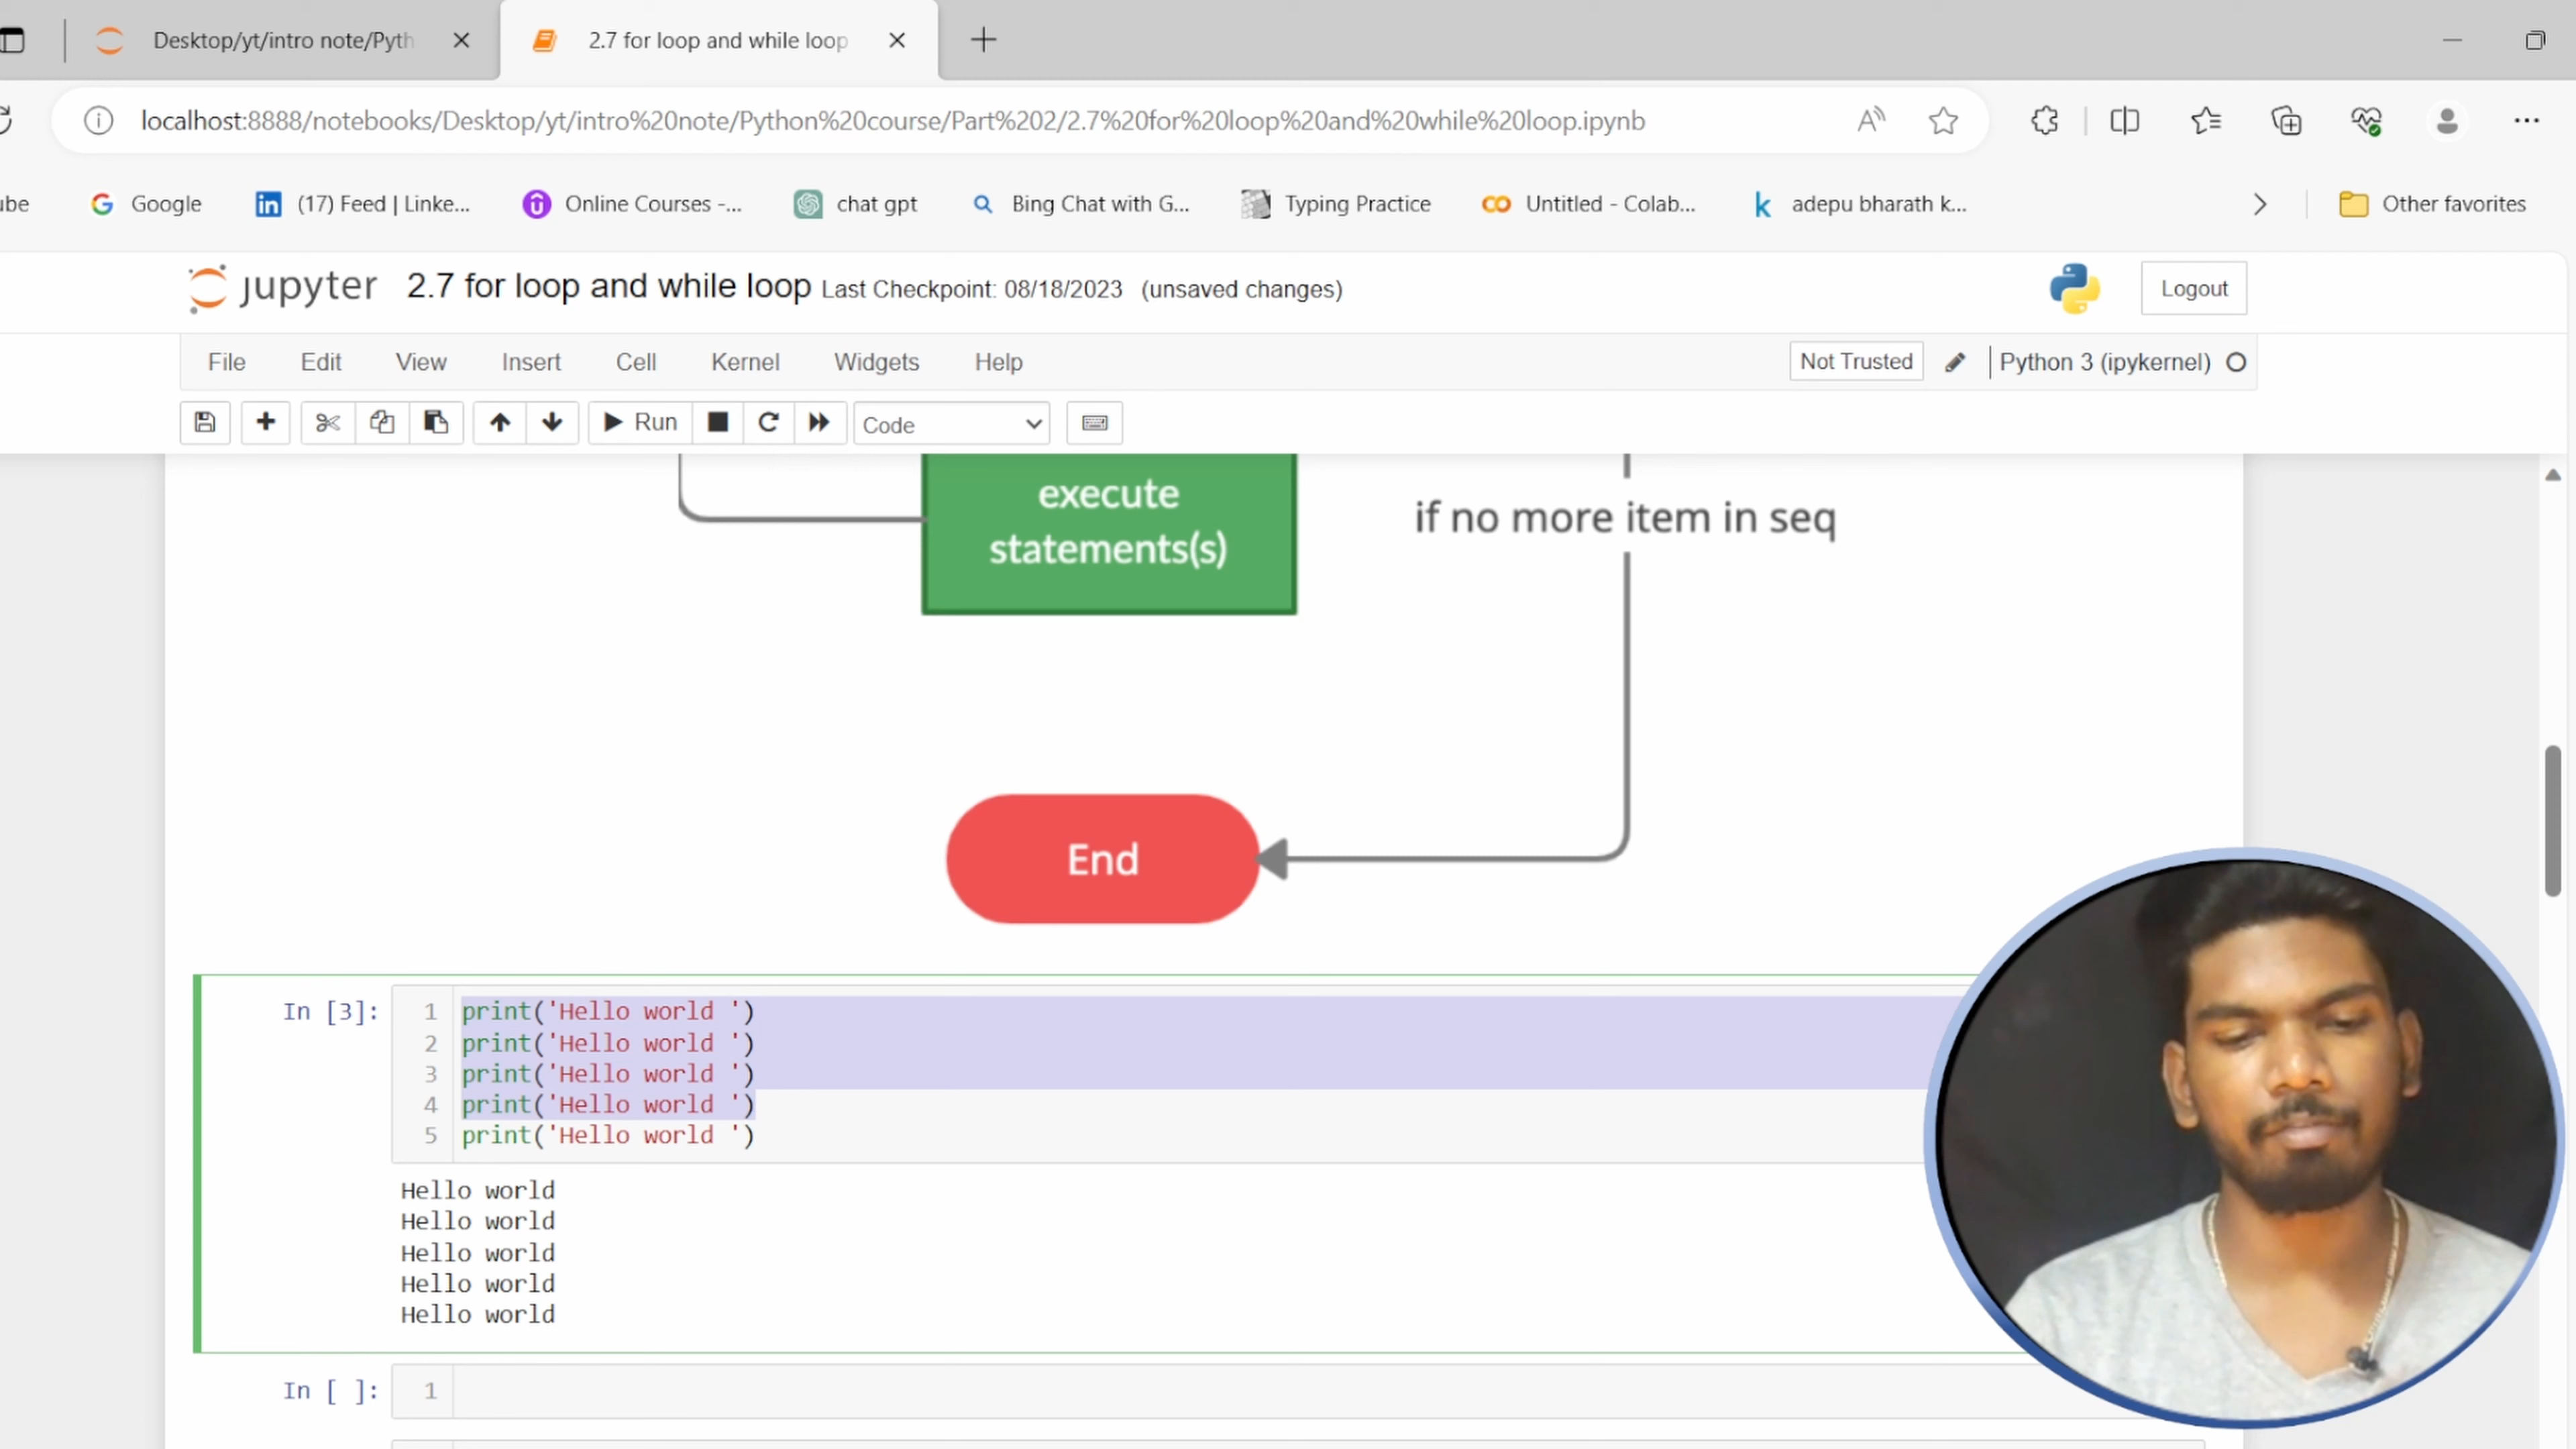 Desktop/yt/intro note/Pyth
2.7 for loop and while loop
localhost:8888/notebooks/Desktop/yt/intro%20note/Python%20course/Part%202/2.7%20for%20loop%20and%20while%20loop.ipynb
ube Google (17) Feed | Linke... Online Courses -... chat gpt Bing Chat with G... Typing Practice Untitled - Colab... adepu bharath k... Other favorites
jupyter 2.7 for loop and while loop Last Checkpoint: 08/18/2023 (unsaved changes) Logout
File Edit View Insert Cell Kernel Widgets Help Not Trusted Python 3 (ipykernel)
Run Code
execute
statements(s)
if no more item in seq
End
In [3]: 1 print('Hello world ')
2 print('Hello world ')
3 print('Hello world ')
4 print('Hello world ')
5 print('Hello world ')
Hello world
Hello world
Hello world
Hello world
Hello world
In [ ]: 1